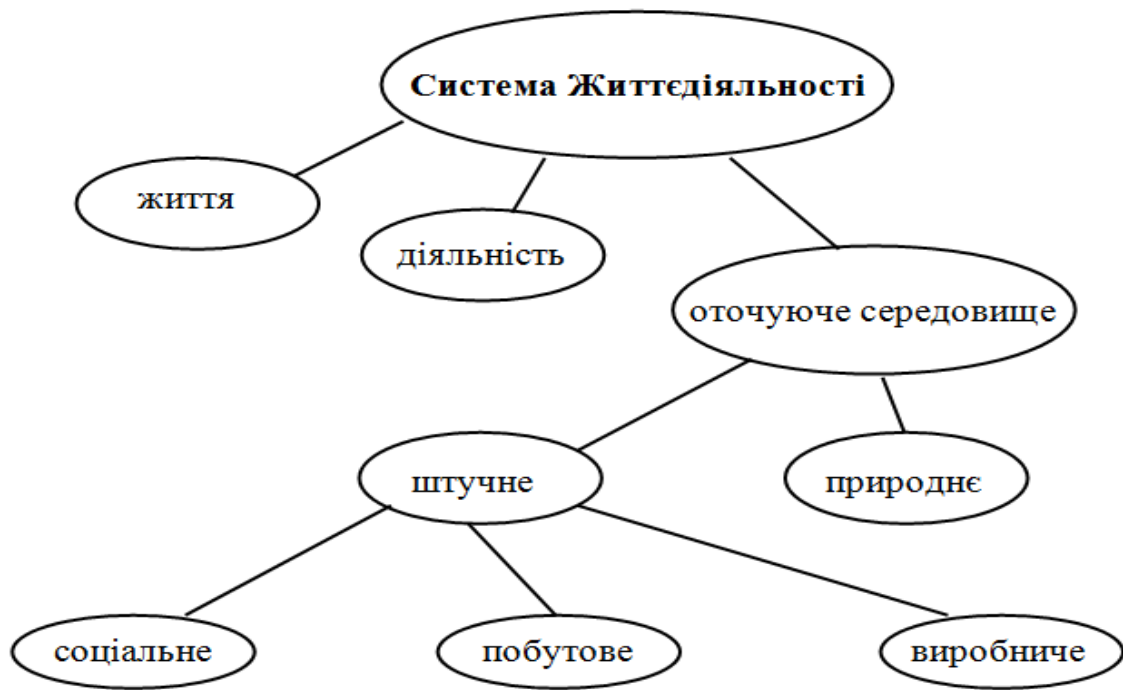 Система Життєдіяльності
життя
діяльність
оточуюче середовище
штучне
природнє
соціальне
побутове
виробниче